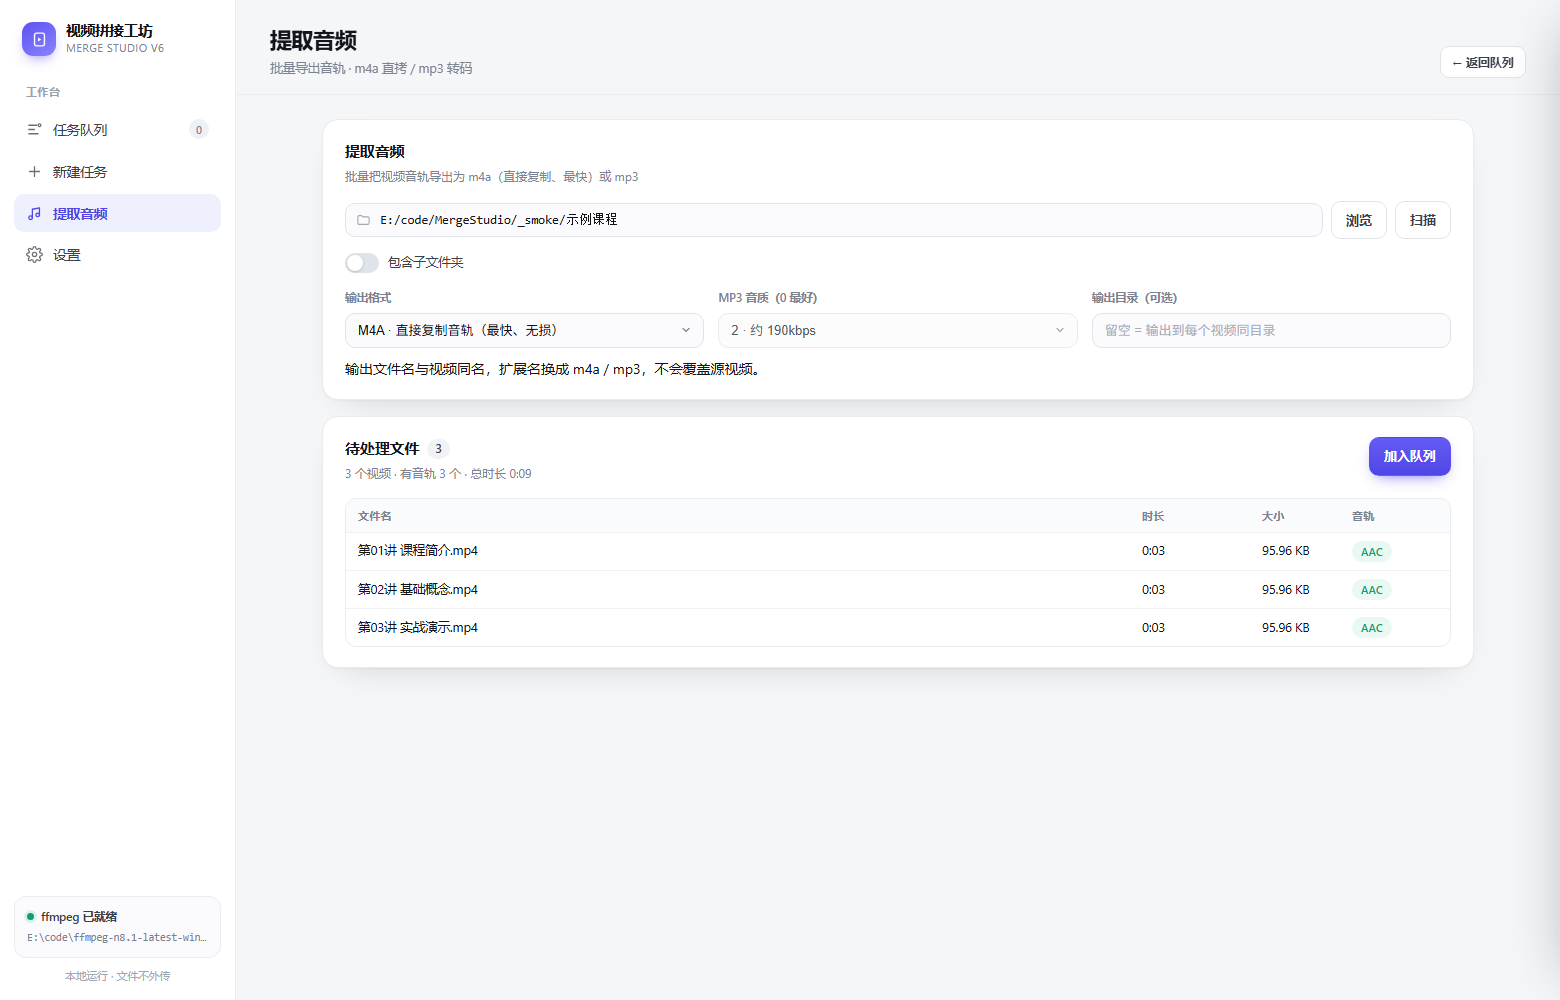 视频拼接工坊
MERGE STUDIO V6
工作台
任务队列 0
新建任务
提取音频
设置
ffmpeg 已就绪
E:\code\ffmpeg-n8.1-latest-win…
本地运行 · 文件不外传
提取音频
批量导出音轨 · m4a 直拷 / mp3 转码
← 返回队列
提取音频
批量把视频音轨导出为 m4a（直接复制、最快）或 mp3
E:/code/MergeStudio/_smoke/示例课程
浏览
扫描
包含子文件夹
输出格式
MP3 音质（0 最好）
输出目录（可选）
M4A · 直接复制音轨（最快、无损）
2 · 约 190kbps
留空 = 输出到每个视频同目录
输出文件名与视频同名，扩展名换成 m4a / mp3，不会覆盖源视频。
待处理文件 3
3 个视频 · 有音轨 3 个 · 总时长 0:09
加入队列
文件名 时长 大小 音轨
第01讲 课程简介.mp4 0:03 95.96 KB AAC
第02讲 基础概念.mp4 0:03 95.96 KB AAC
第03讲 实战演示.mp4 0:03 95.96 KB AAC